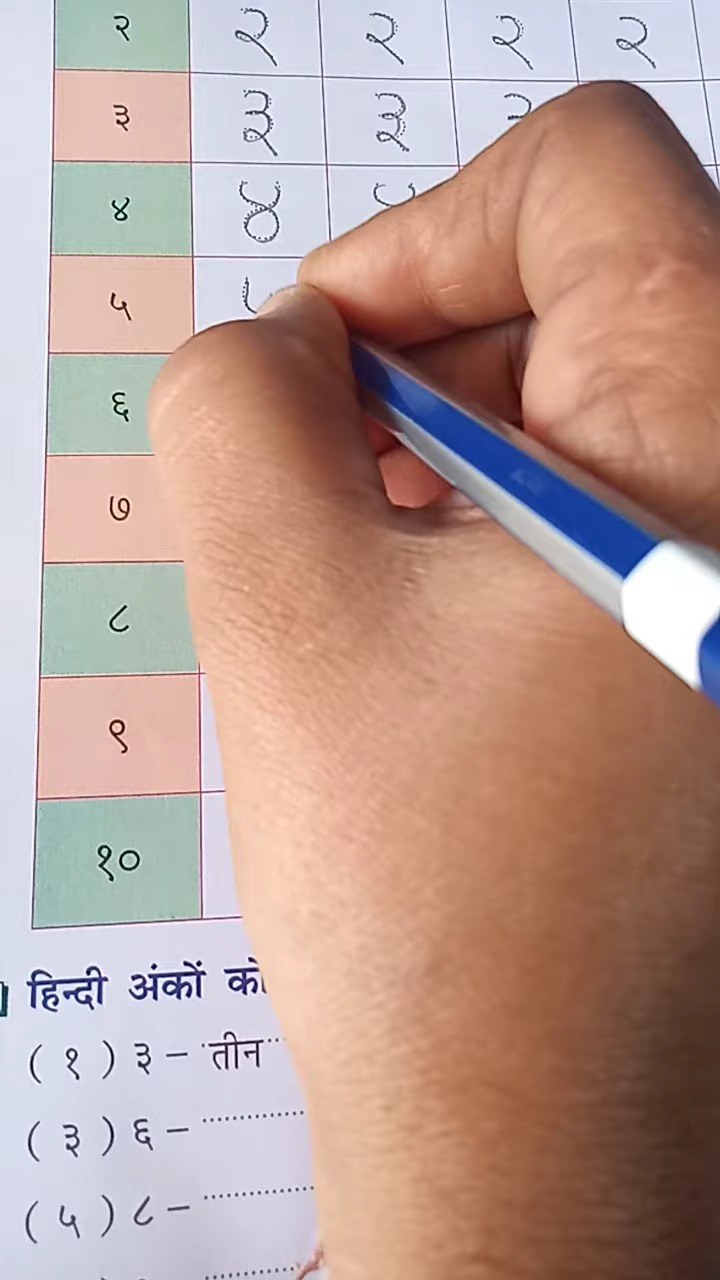 २ २ २ २ २
३ ३ ३
४ ४
५
६
७
८
९
१०
हिन्दी अंकों को
( १ ) ३ – तीन
( ३ ) ६ –
( ५ ) ८ –